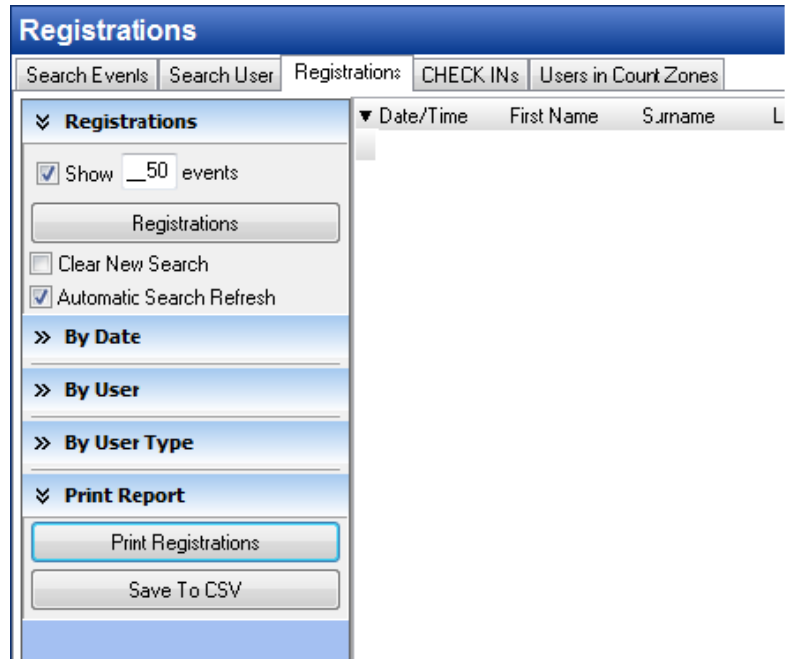 Registrations
Search Events Search User Registrations CHECK INs Users in Count Zones
Registrations
Date/Time First Name Surname L
Show __50 events
Registrations
Clear New Search
Automatic Search Refresh
By Date
By User
By User Type
Print Report
Print Registrations
Save To CSV